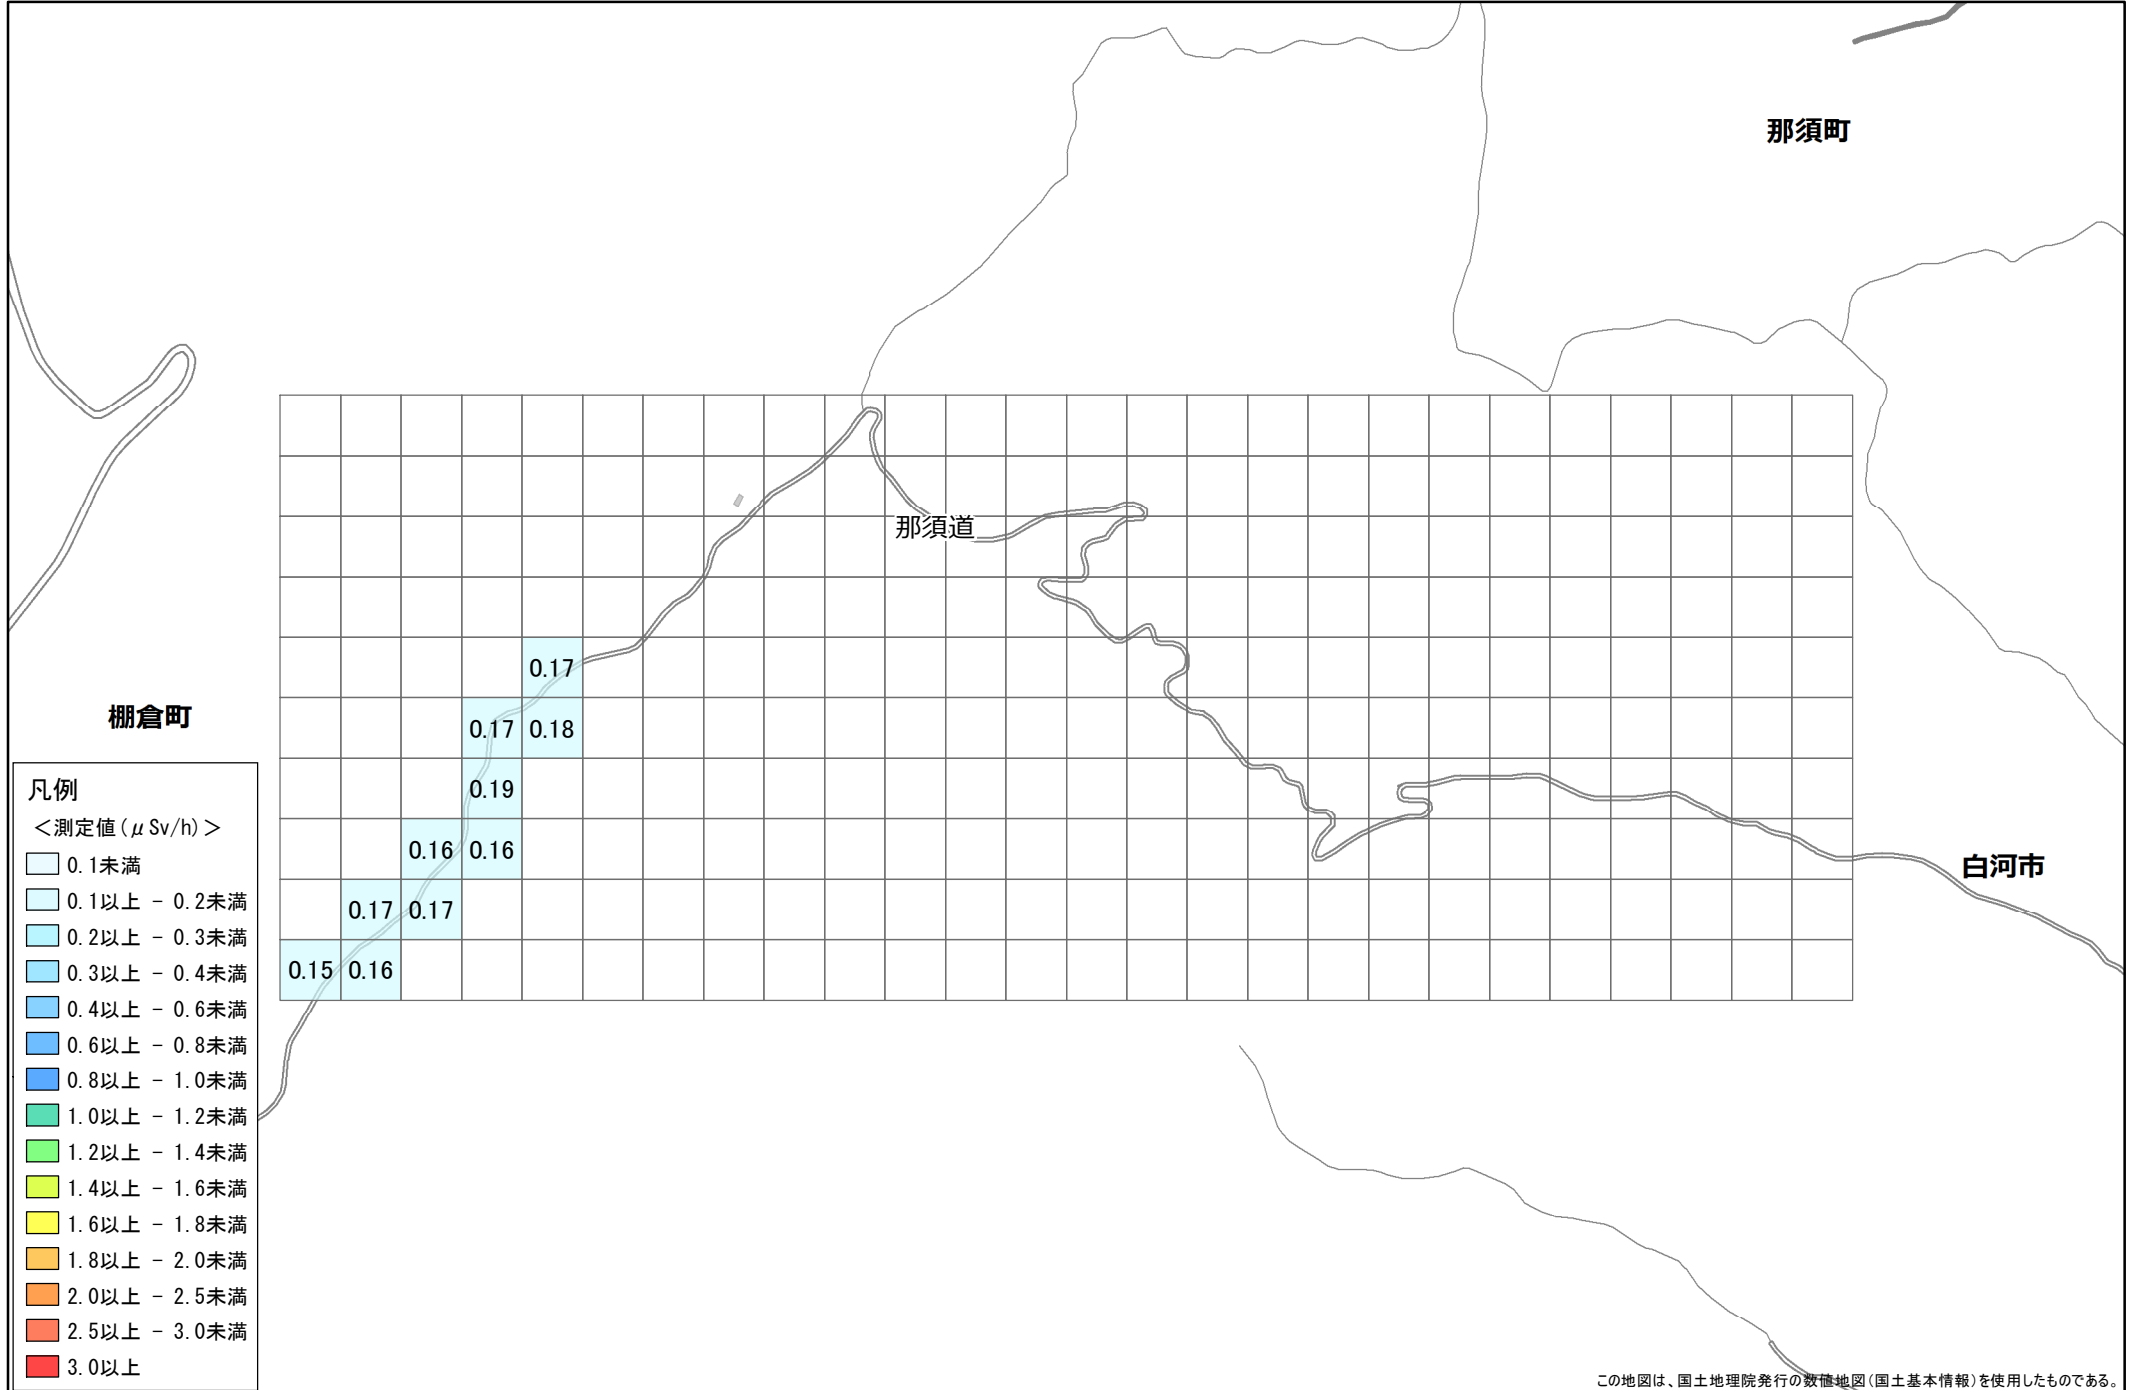 那須町
那須道
0.17
棚倉町
0.17 0.18
0.19
0.16 0.16
白河市
0.17 0.17
0.15 0.16
凡例
＜測定値(μSv/h)＞
0.1未満
0.1以上 － 0.2未満
0.2以上 － 0.3未満
0.3以上 － 0.4未満
0.4以上 － 0.6未満
0.6以上 － 0.8未満
0.8以上 － 1.0未満
1.0以上 － 1.2未満
1.2以上 － 1.4未満
1.4以上 － 1.6未満
1.6以上 － 1.8未満
1.8以上 － 2.0未満
2.0以上 － 2.5未満
2.5以上 － 3.0未満
3.0以上
この地図は、国土地理院発行の数値地図(国土基本情報)を使用したものである。